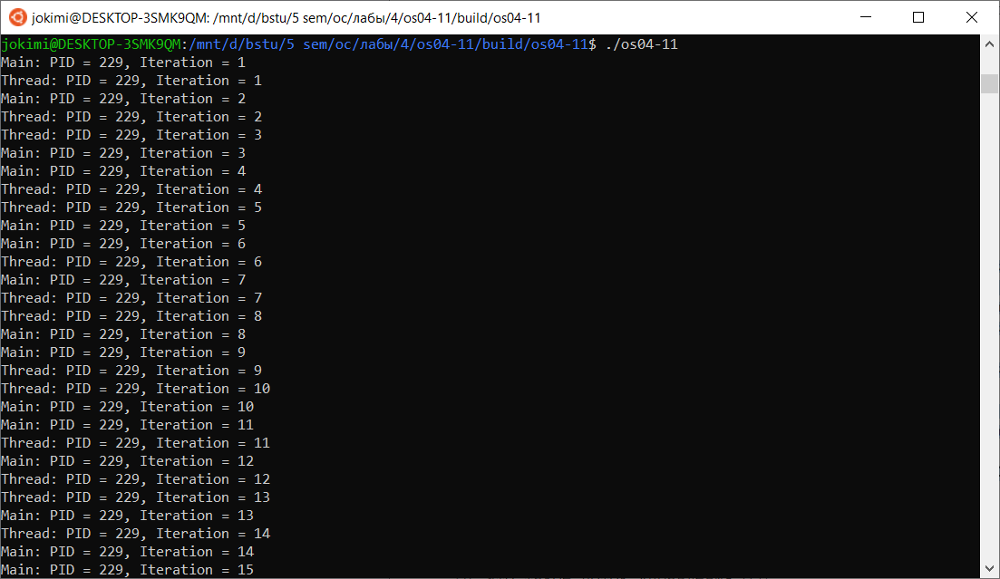 jokimi@DESKTOP-3SMK9QM: /mnt/d/bstu/5 sem/ос/лабы/4/os04-11/build/os04-11
jokimi@DESKTOP-3SMK9QM:/mnt/d/bstu/5 sem/ос/лабы/4/os04-11/build/os04-11$ ./os04-11
Main: PID = 229, Iteration = 1
Thread: PID = 229, Iteration = 1
Main: PID = 229, Iteration = 2
Thread: PID = 229, Iteration = 2
Thread: PID = 229, Iteration = 3
Main: PID = 229, Iteration = 3
Main: PID = 229, Iteration = 4
Thread: PID = 229, Iteration = 4
Thread: PID = 229, Iteration = 5
Main: PID = 229, Iteration = 5
Main: PID = 229, Iteration = 6
Thread: PID = 229, Iteration = 6
Main: PID = 229, Iteration = 7
Thread: PID = 229, Iteration = 7
Thread: PID = 229, Iteration = 8
Main: PID = 229, Iteration = 8
Main: PID = 229, Iteration = 9
Thread: PID = 229, Iteration = 9
Thread: PID = 229, Iteration = 10
Main: PID = 229, Iteration = 10
Main: PID = 229, Iteration = 11
Thread: PID = 229, Iteration = 11
Main: PID = 229, Iteration = 12
Thread: PID = 229, Iteration = 12
Thread: PID = 229, Iteration = 13
Main: PID = 229, Iteration = 13
Thread: PID = 229, Iteration = 14
Main: PID = 229, Iteration = 14
Main: PID = 229, Iteration = 15